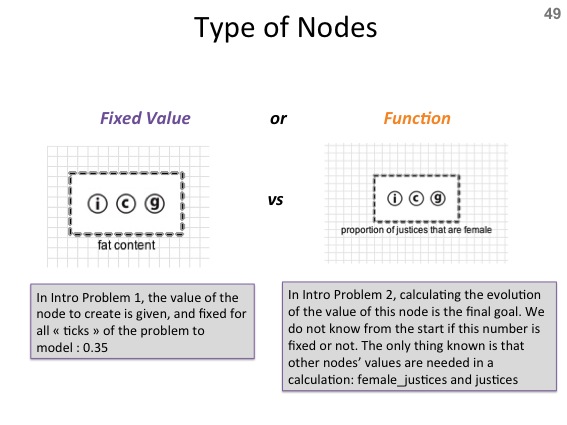 49
Type of Nodes
Fixed Value or Function
i c g
fat content
vs
i c g
proportion of justices that are female
In Intro Problem 1, the value of the
node to create is given, and fixed for
all « ticks » of the problem to
model : 0.35
In Intro Problem 2, calculating the evolution
of the value of this node is the final goal. We
do not know from the start if this number is
fixed or not. The only thing known is that
other nodes’ values are needed in a
calculation: female_justices and justices